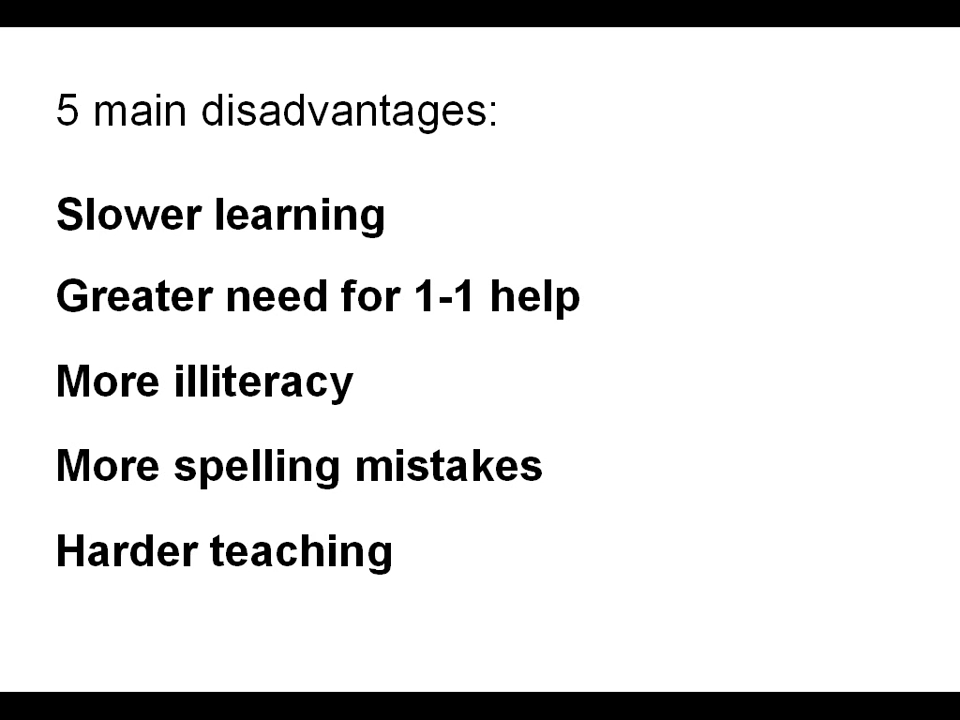 5 main disadvantages:
Slower learning
Greater need for 1-1 help
More illiteracy
More spelling mistakes
Harder teaching